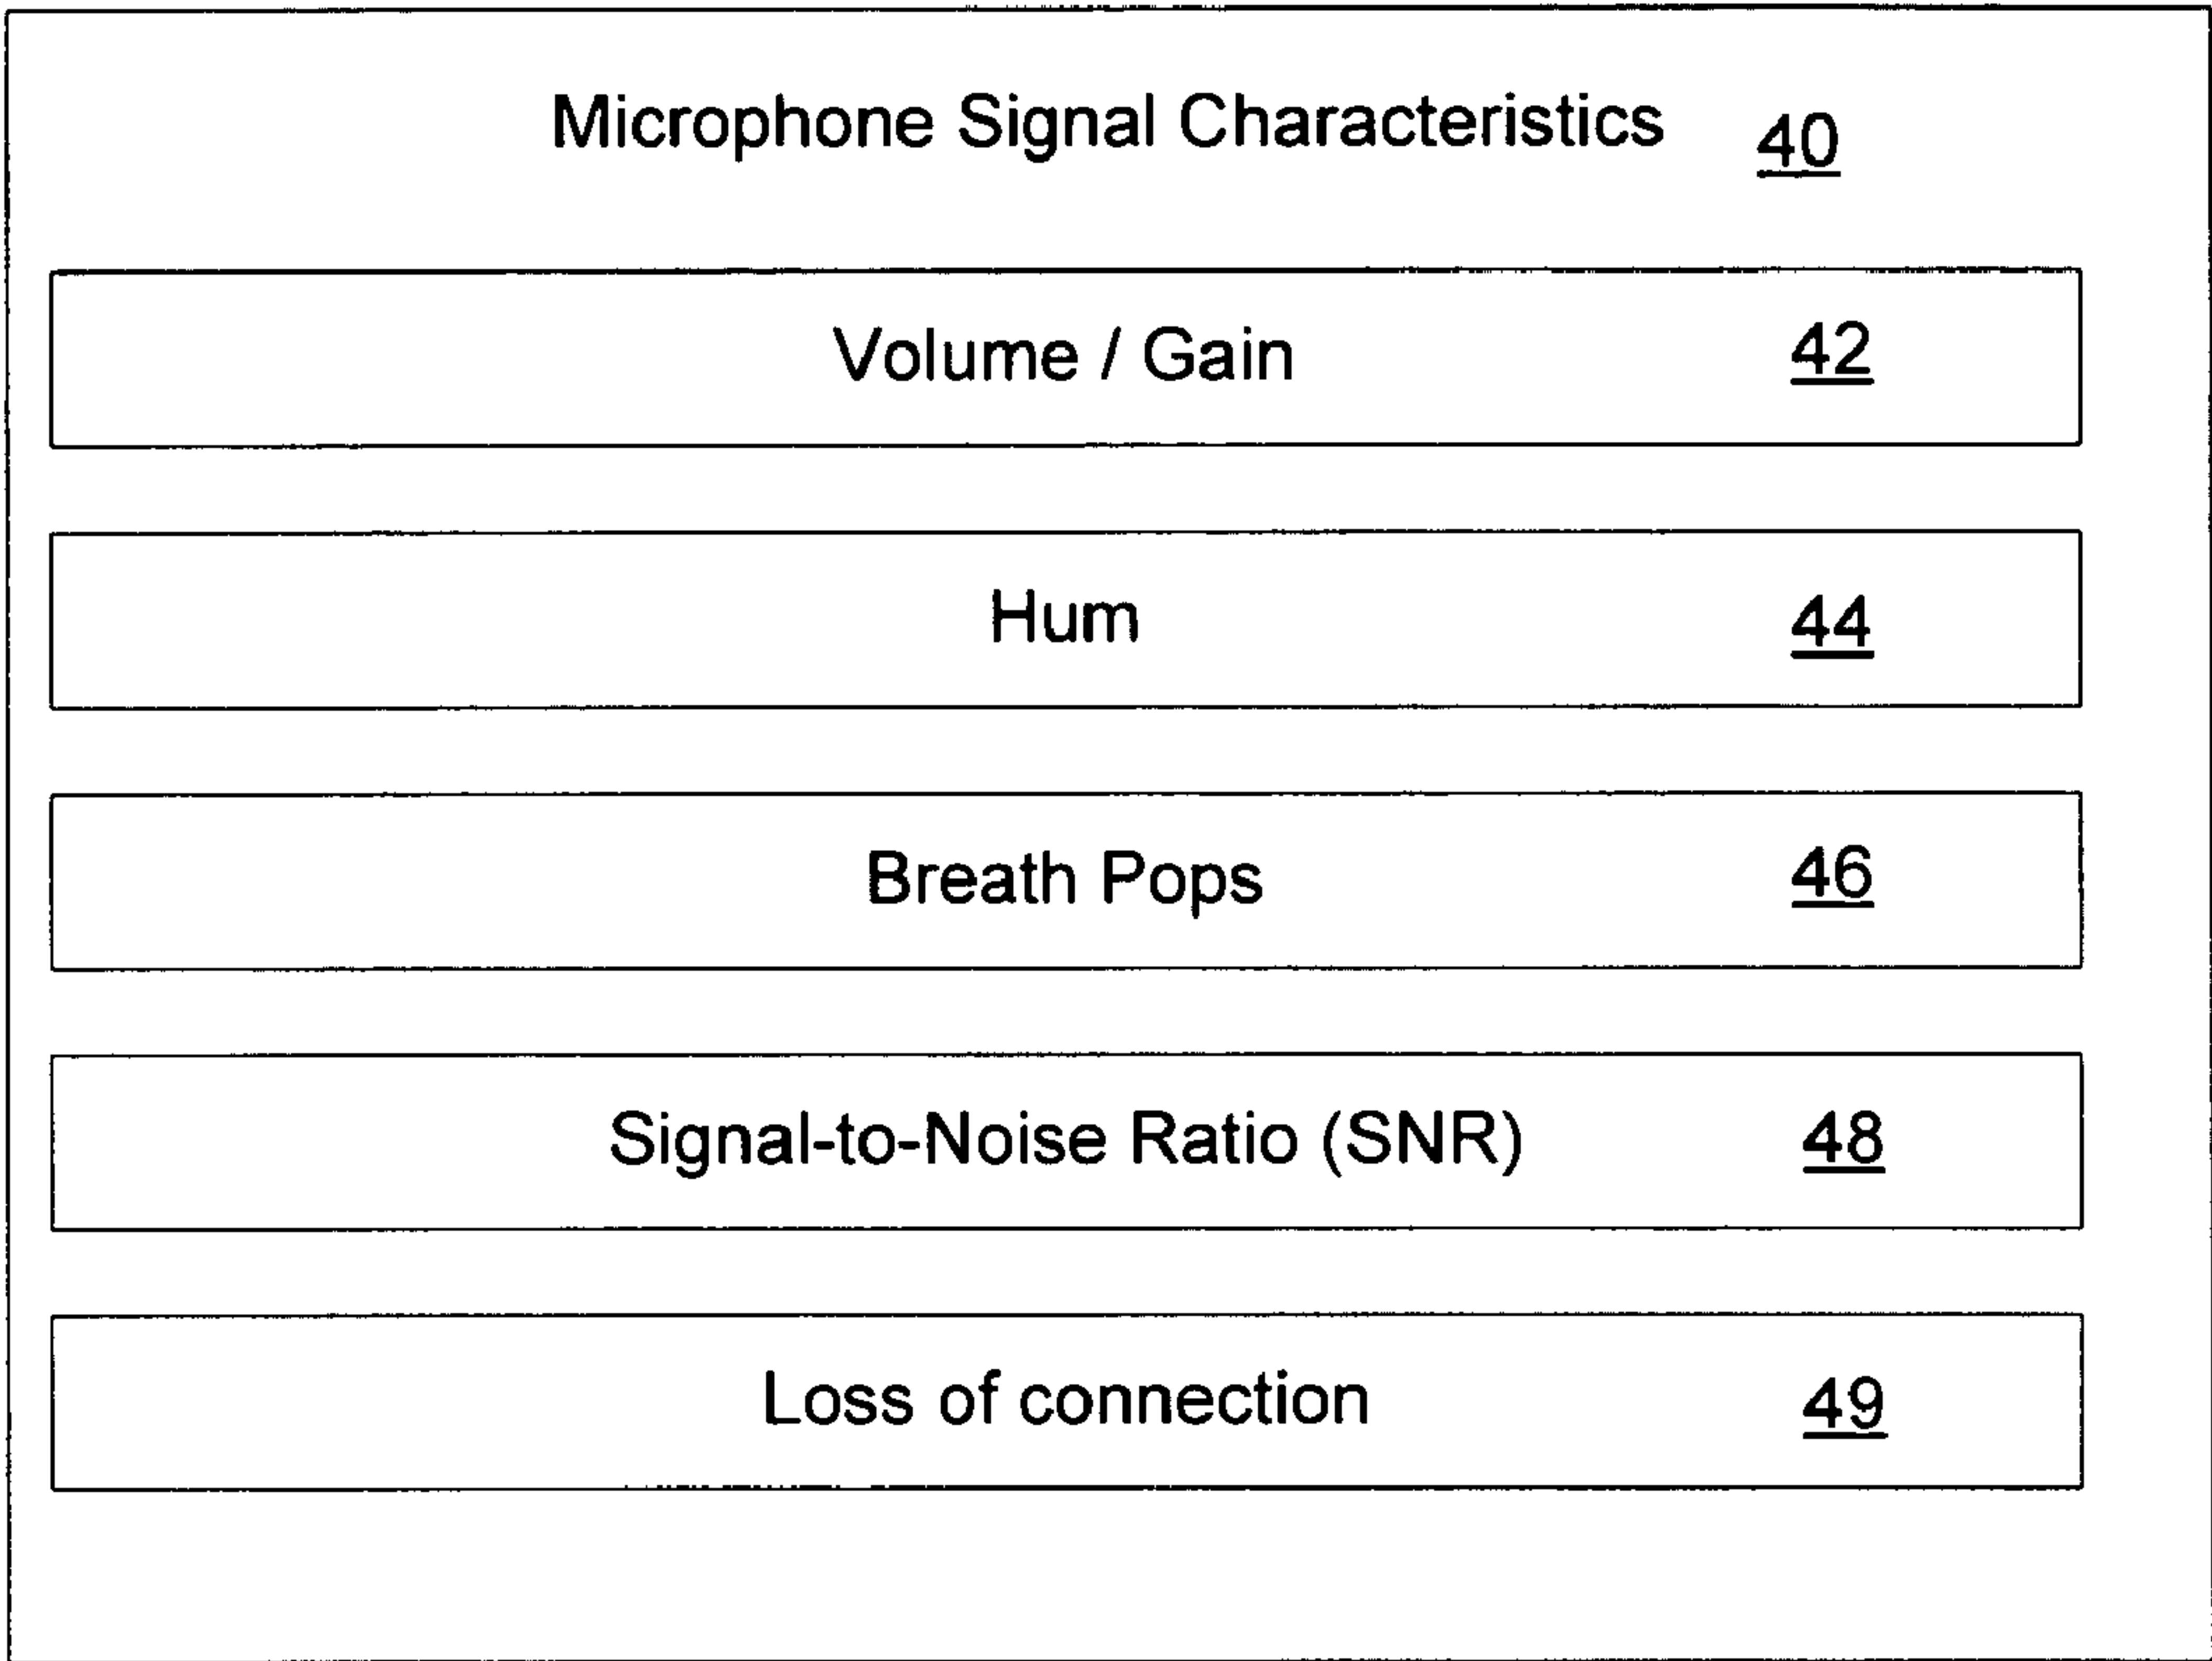 Microphone Signal Characteristics 40
Volume / Gain 42
Hum 44
Breath Pops 46
Signal-to-Noise Ratio (SNR) 48
Loss of connection 49